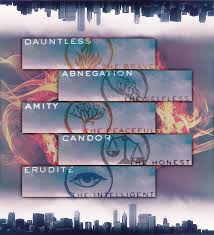 DAUNTLESS
THE BRAVE
ABNEGATION
THE SELFLESS
AMITY
THE PEACEFUL
CANDOR
THE HONEST
ERUDITE
THE INTELLIGENT